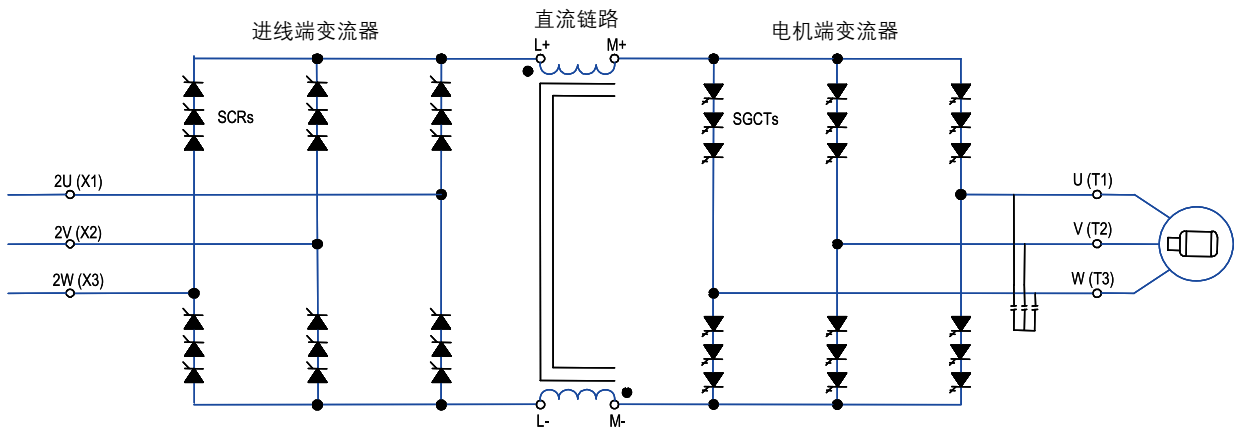 进线端变流器
直流链路
电机端变流器
L+
M+
SCRs
SGCTs
2U (X1)
U (T1)
2V (X2)
V (T2)
2W (X3)
W (T3)
L-
M-